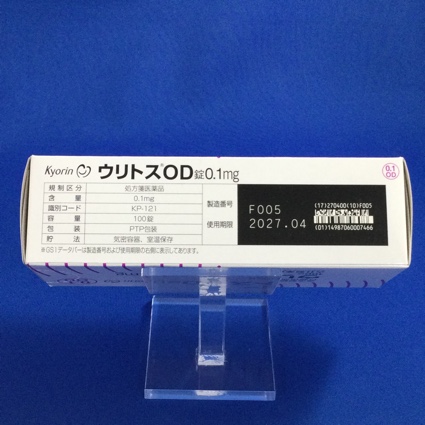 Kyorin ウリトス®OD錠0.1mg
規制区分 処方箋医薬品
含量 0.1mg
識別コード KP-121
容量 100錠
包装 PTP包装
貯法 気密容器、室温保存
※GS1データバーは製造番号および使用期限の右側に表示しています。
製造番号 F005
使用期限 2027.04
(17)270400(10)F005
(01)14987060007466
0.1
OD